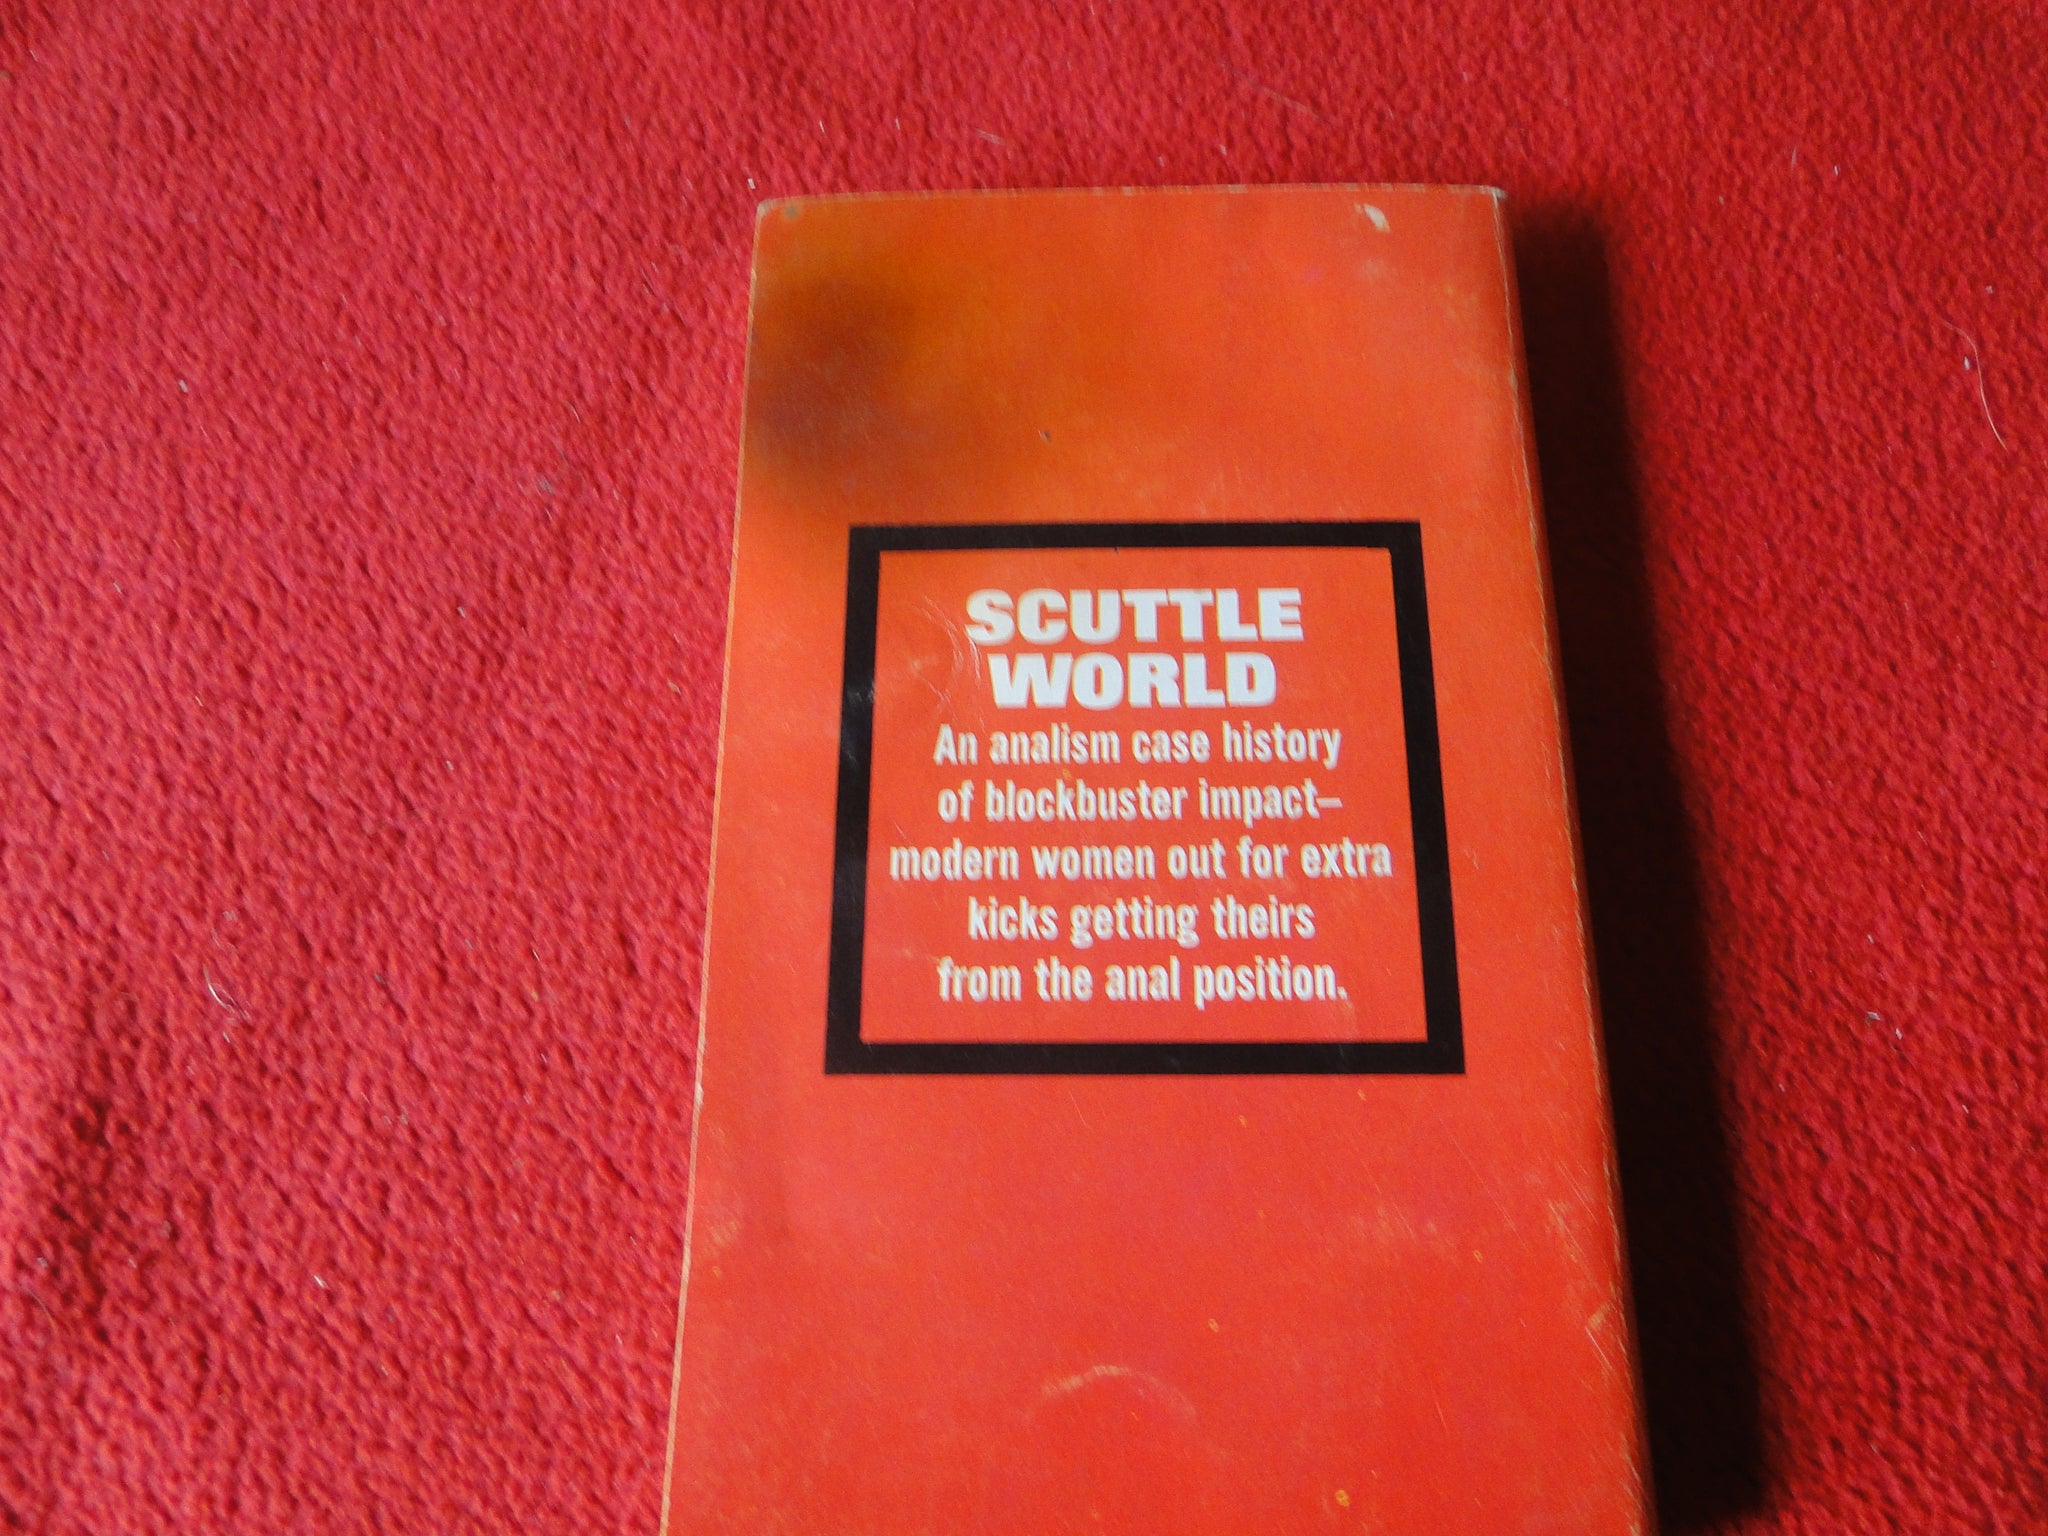 SCUTTLE
WORLD
An analism case history
of blockbuster impact—
modern women out for extra
kicks getting theirs
from the anal position.